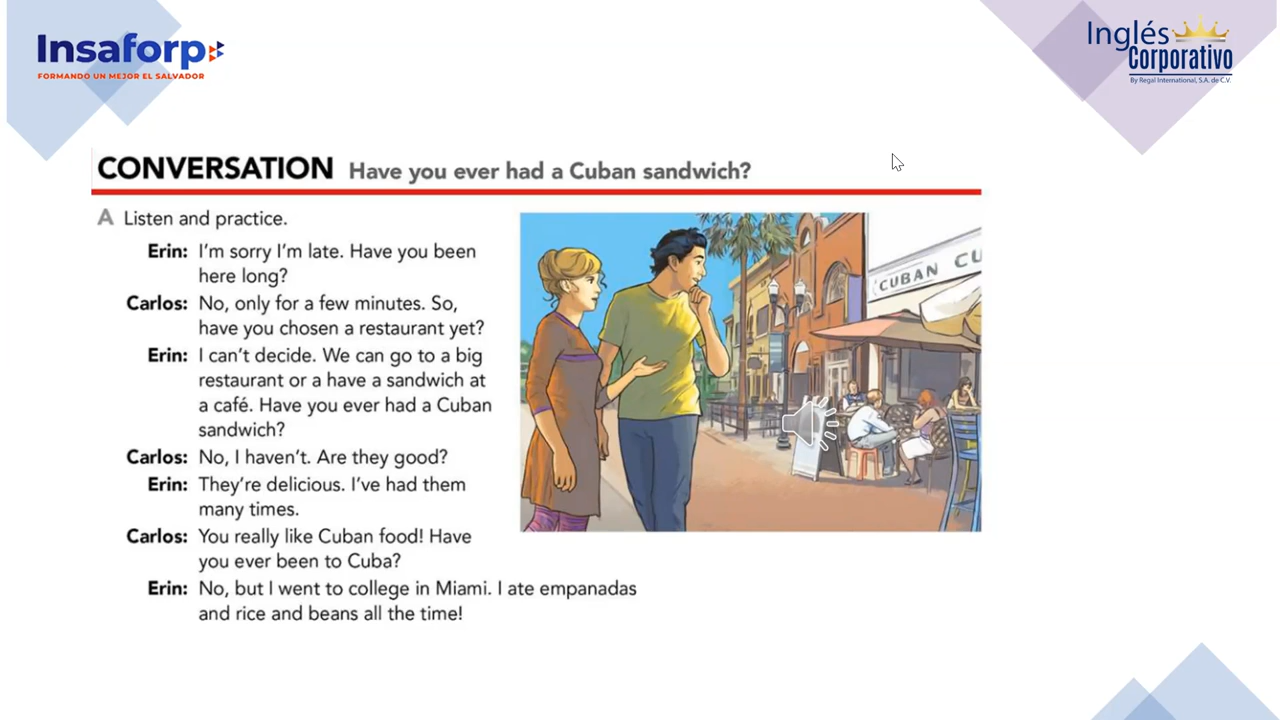 Insaforp
FORMANDO UN MEJOR EL SALVADOR
Inglés
Corporativo
By Regal International, S.A. de C.V.
CONVERSATION Have you ever had a Cuban sandwich?
A Listen and practice.
Erin: I'm sorry I'm late. Have you been
here long?
Carlos: No, only for a few minutes. So,
have you chosen a restaurant yet?
Erin: I can't decide. We can go to a big
restaurant or a have a sandwich at
a café. Have you ever had a Cuban
sandwich?
Carlos: No, I haven't. Are they good?
Erin: They're delicious. I've had them
many times.
Carlos: You really like Cuban food! Have
you ever been to Cuba?
Erin: No, but I went to college in Miami. I ate empanadas
and rice and beans all the time!
CUBAN CU